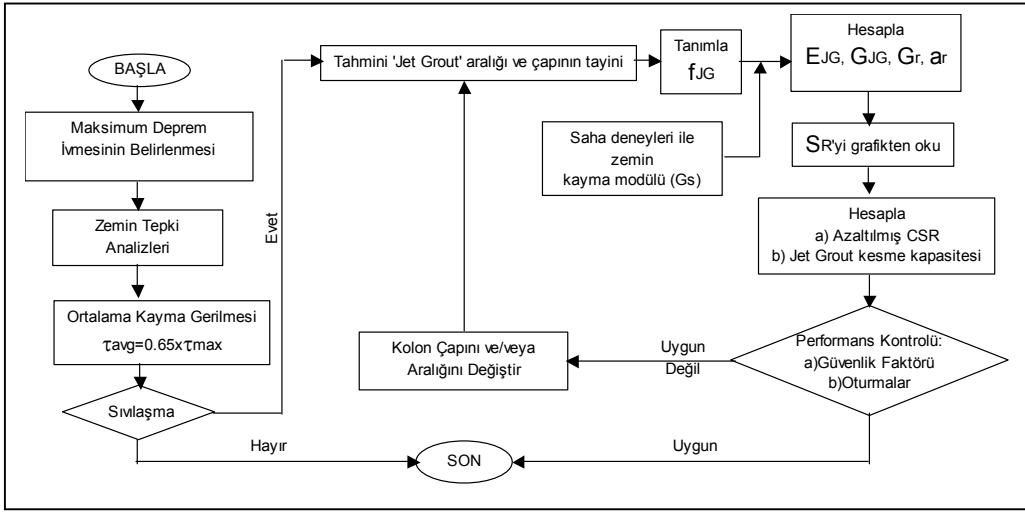 BAŞLA
Maksimum Deprem
İvmesinin Belirlenmesi
Zemin Tepki
Analizleri
Ortalama Kayma Gerilmesi
τavg=0.65xτmax
Sıvılaşma
Evet
Hayır
Tahmini 'Jet Grout' aralığı ve çapının tayini
Tanımla
fJG
Saha deneyleri ile
zemin
kayma modülü (Gs)
Hesapla
EJG, GJG, Gr, ar
SR'yi grafikten oku
Hesapla
a) Azaltılmış CSR
b) Jet Grout kesme kapasitesi
Performans Kontrolü:
a)Güvenlik Faktörü
b)Oturmalar
Uygun
Değil
Kolon Çapını ve/veya
Aralığını Değiştir
Uygun
SON